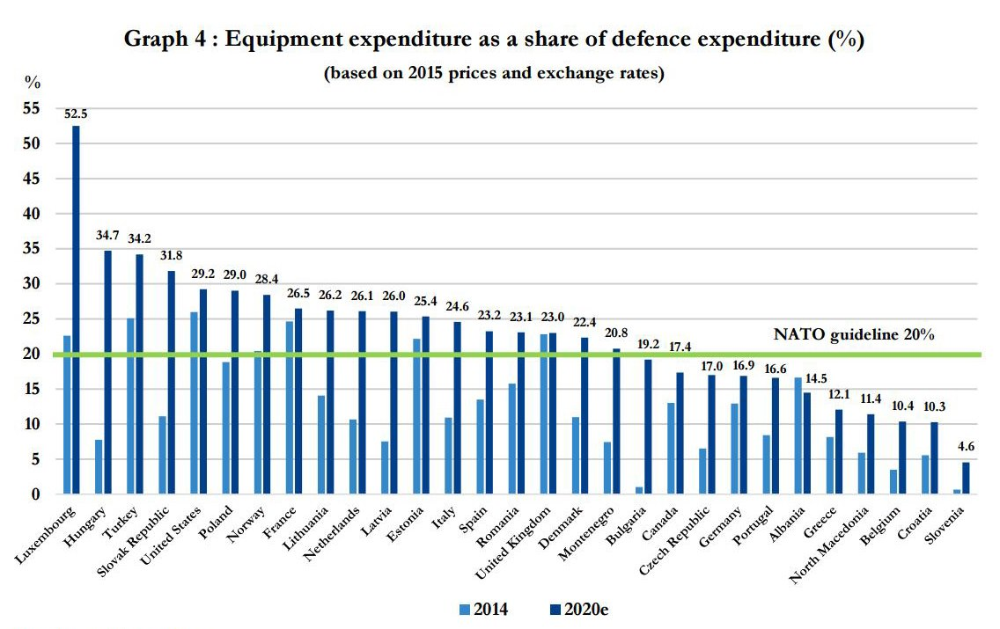 Graph 4 : Equipment expenditure as a share of defence expenditure (%)
(based on 2015 prices and exchange rates)
%
55
50
45
40
35
30
25
20
15
10
5
0
52.5
34.7
34.2
31.8
29.2
29.0
28.4
26.5
26.2
26.1
26.0
25.4
24.6
23.2
23.1
23.0
22.4
20.8
19.2
17.4
17.0
16.9
16.6
14.5
12.1
11.4
10.4
10.3
4.6
NATO guideline 20%
Luxembourg
Hungary
Turkey
Slovak Republic
United States
Poland
Norway
France
Lithuania
Netherlands
Latvia
Estonia
Italy
Spain
Romania
United Kingdom
Denmark
Montenegro
Bulgaria
Canada
Czech Republic
Germany
Portugal
Albania
Greece
North Macedonia
Belgium
Croatia
Slovenia
2014
2020e